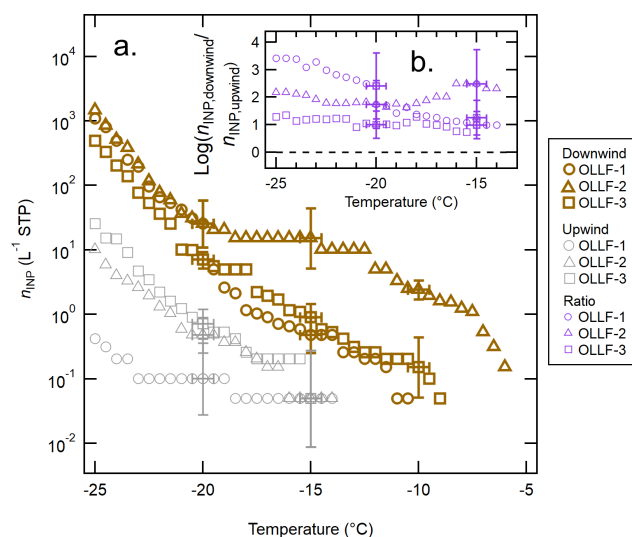 a.
b.
10⁴
10³
10²
10¹
10⁰
10⁻¹
10⁻²
n_INP (L⁻¹ STP)
-25
-20
-15
-10
-5
Temperature (°C)
Log(n_INP,downwind/
n_INP,upwind)
4
3
2
1
0
-25
-20
-15
Temperature (°C)
Downwind
OLLF-1
OLLF-2
OLLF-3
Upwind
OLLF-1
OLLF-2
OLLF-3
Ratio
OLLF-1
OLLF-2
OLLF-3